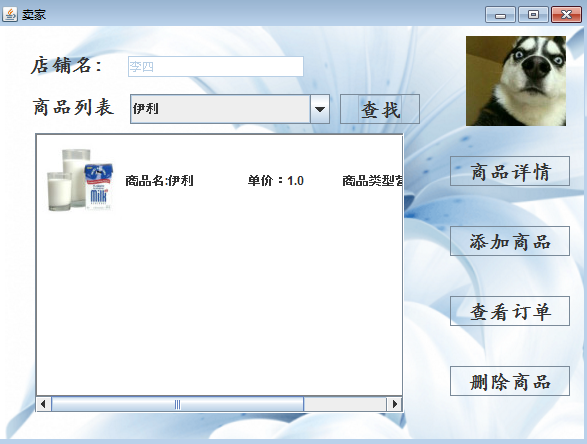 卖家
店铺名： 李四
商品列表 伊利 查找
商品名:伊利 单价：1.0 商品类型
milk
商品详情
添加商品
查看订单
删除商品